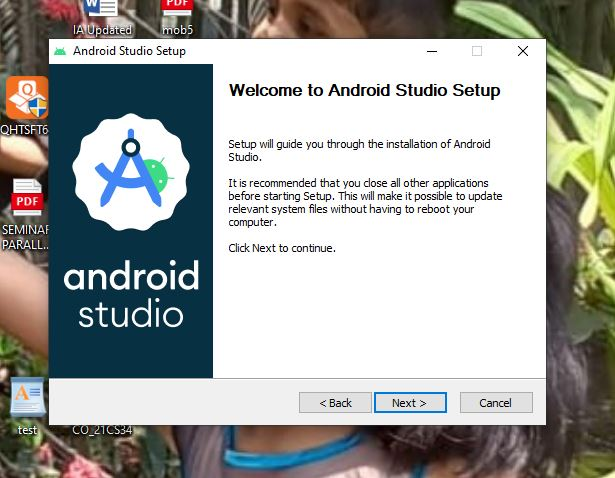 IA Updated
mob5
Android Studio Setup
Welcome to Android Studio Setup
Setup will guide you through the installation of Android
Studio.
It is recommended that you close all other applications
before starting Setup. This will make it possible to update
relevant system files without having to reboot your
computer.
Click Next to continue.
android
studio
< Back
Next >
Cancel
W
PDF
QHTSFT6
PDF
SEMINAR
PARALL...
test
CO_21CS34